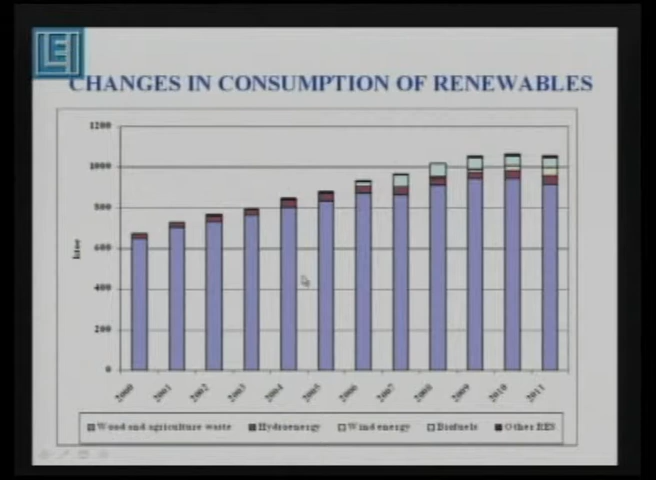 LEI
CHANGES IN CONSUMPTION OF RENEWABLES
1200
1000
800
600
400
200
0
ktoe
2000 2001 2002 2003 2004 2005 2006 2007 2008 2009 2010 2011
Wood and agriculture waste Hydroenergy Wind energy Biofuels Other RES